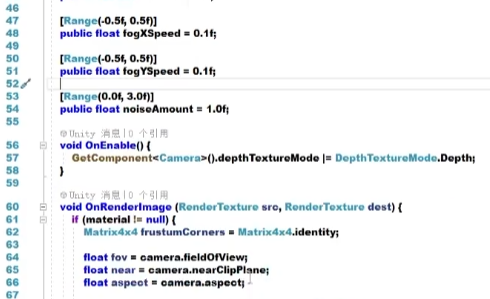 46
47 [Range(-0.5f, 0.5f)]
48 public float fogXSpeed = 0.1f;
49
50 [Range(-0.5f, 0.5f)]
51 public float fogYSpeed = 0.1f;
52
53 [Range(0.0f, 3.0f)]
54 public float noiseAmount = 1.0f;
55
Unity 消息|0 个引用
56 void OnEnable() {
57 GetComponent<Camera>().depthTextureMode |= DepthTextureMode.Depth;
58 }
59
Unity 消息|0 个引用
60 void OnRenderImage (RenderTexture src, RenderTexture dest) {
61 if (material != null) {
62 Matrix4x4 frustumCorners = Matrix4x4.identity;
63
64 float fov = camera.fieldOfView;
65 float near = camera.nearClipPlane;
66 float aspect = camera.aspect;
67